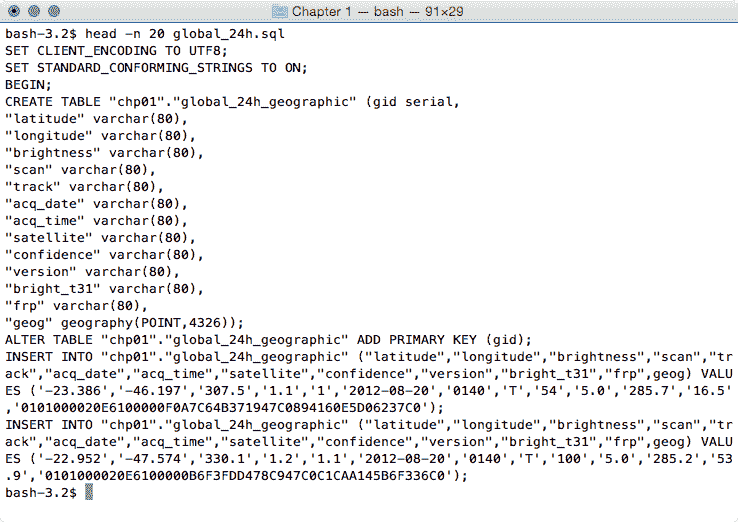 Chapter 1 — bash — 91×29
bash-3.2$ head -n 20 global_24h.sql
SET CLIENT_ENCODING TO UTF8;
SET STANDARD_CONFORMING_STRINGS TO ON;
BEGIN;
CREATE TABLE "chp01"."global_24h_geographic" (gid serial,
"latitude" varchar(80),
"longitude" varchar(80),
"brightness" varchar(80),
"scan" varchar(80),
"track" varchar(80),
"acq_date" varchar(80),
"acq_time" varchar(80),
"satellite" varchar(80),
"confidence" varchar(80),
"version" varchar(80),
"bright_t31" varchar(80),
"frp" varchar(80),
"geog" geography(POINT,4326));
ALTER TABLE "chp01"."global_24h_geographic" ADD PRIMARY KEY (gid);
INSERT INTO "chp01"."global_24h_geographic" ("latitude","longitude","brightness","scan","tr
ack","acq_date","acq_time","satellite","confidence","version","bright_t31","frp",geog) VALU
ES ('-23.386','-46.197','307.5','1.1','1','2012-08-20','0140','T','54','5.0','285.7','16.5'
,'0101000020E6100000F0A7C64B371947C0894160E5D06237C0');
INSERT INTO "chp01"."global_24h_geographic" ("latitude","longitude","brightness","scan","tr
ack","acq_date","acq_time","satellite","confidence","version","bright_t31","frp",geog) VALU
ES ('-22.952','-47.574','330.1','1.2','1.1','2012-08-20','0140','T','100','5.0','285.2','53
.9','0101000020E6100000B6F3FDD478C947C0C1CAA145B6F336C0');
bash-3.2$